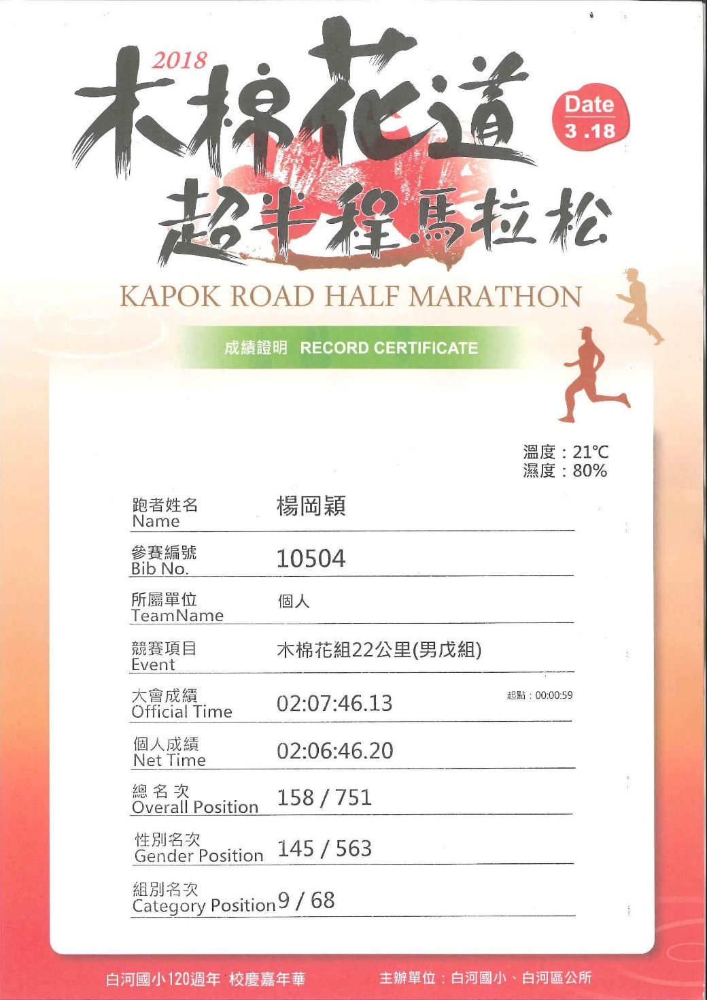 2018
木棉花道
Date
3.18
超半程馬拉松
KAPOK ROAD HALF MARATHON
成績證明 RECORD CERTIFICATE
溫度：21℃
濕度：80%
跑者姓名 楊岡穎
Name
參賽編號 10504
Bib No.
所屬單位 個人
TeamName
競賽項目 木棉花組22公里(男戊組)
Event
大會成績 02:07:46.13 起點：00:00:59
Official Time
個人成績 02:06:46.20
Net Time
總名次 158 / 751
Overall Position
性別名次 145 / 563
Gender Position
組別名次 9 / 68
Category Position
白河國小120週年 校慶嘉年華 主辦單位：白河國小、白河區公所